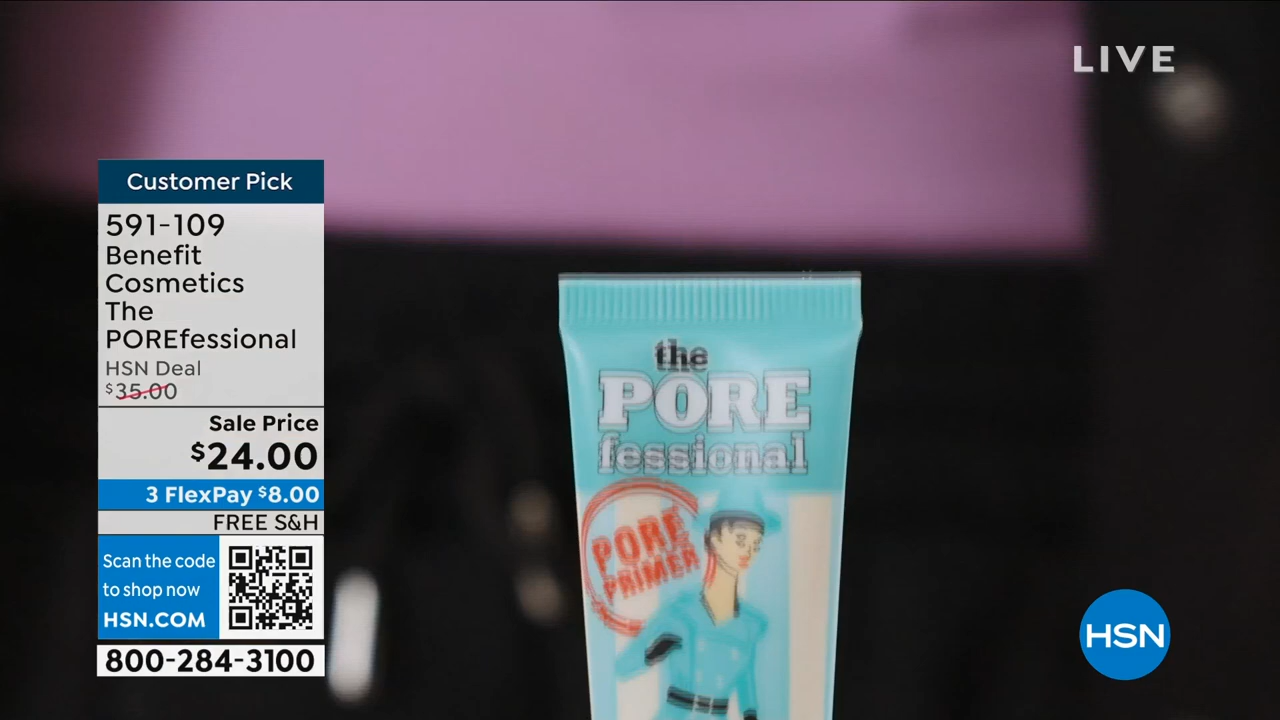 LIVE
Customer Pick
591-109
Benefit
Cosmetics
The
POREfessional
HSN Deal
$35.00
Sale Price
$24.00
3 FlexPay $8.00
FREE S&H
Scan the code
to shop now
HSN.COM
800-284-3100
the
PORE
fessional
PORE
PRIMER
HSN